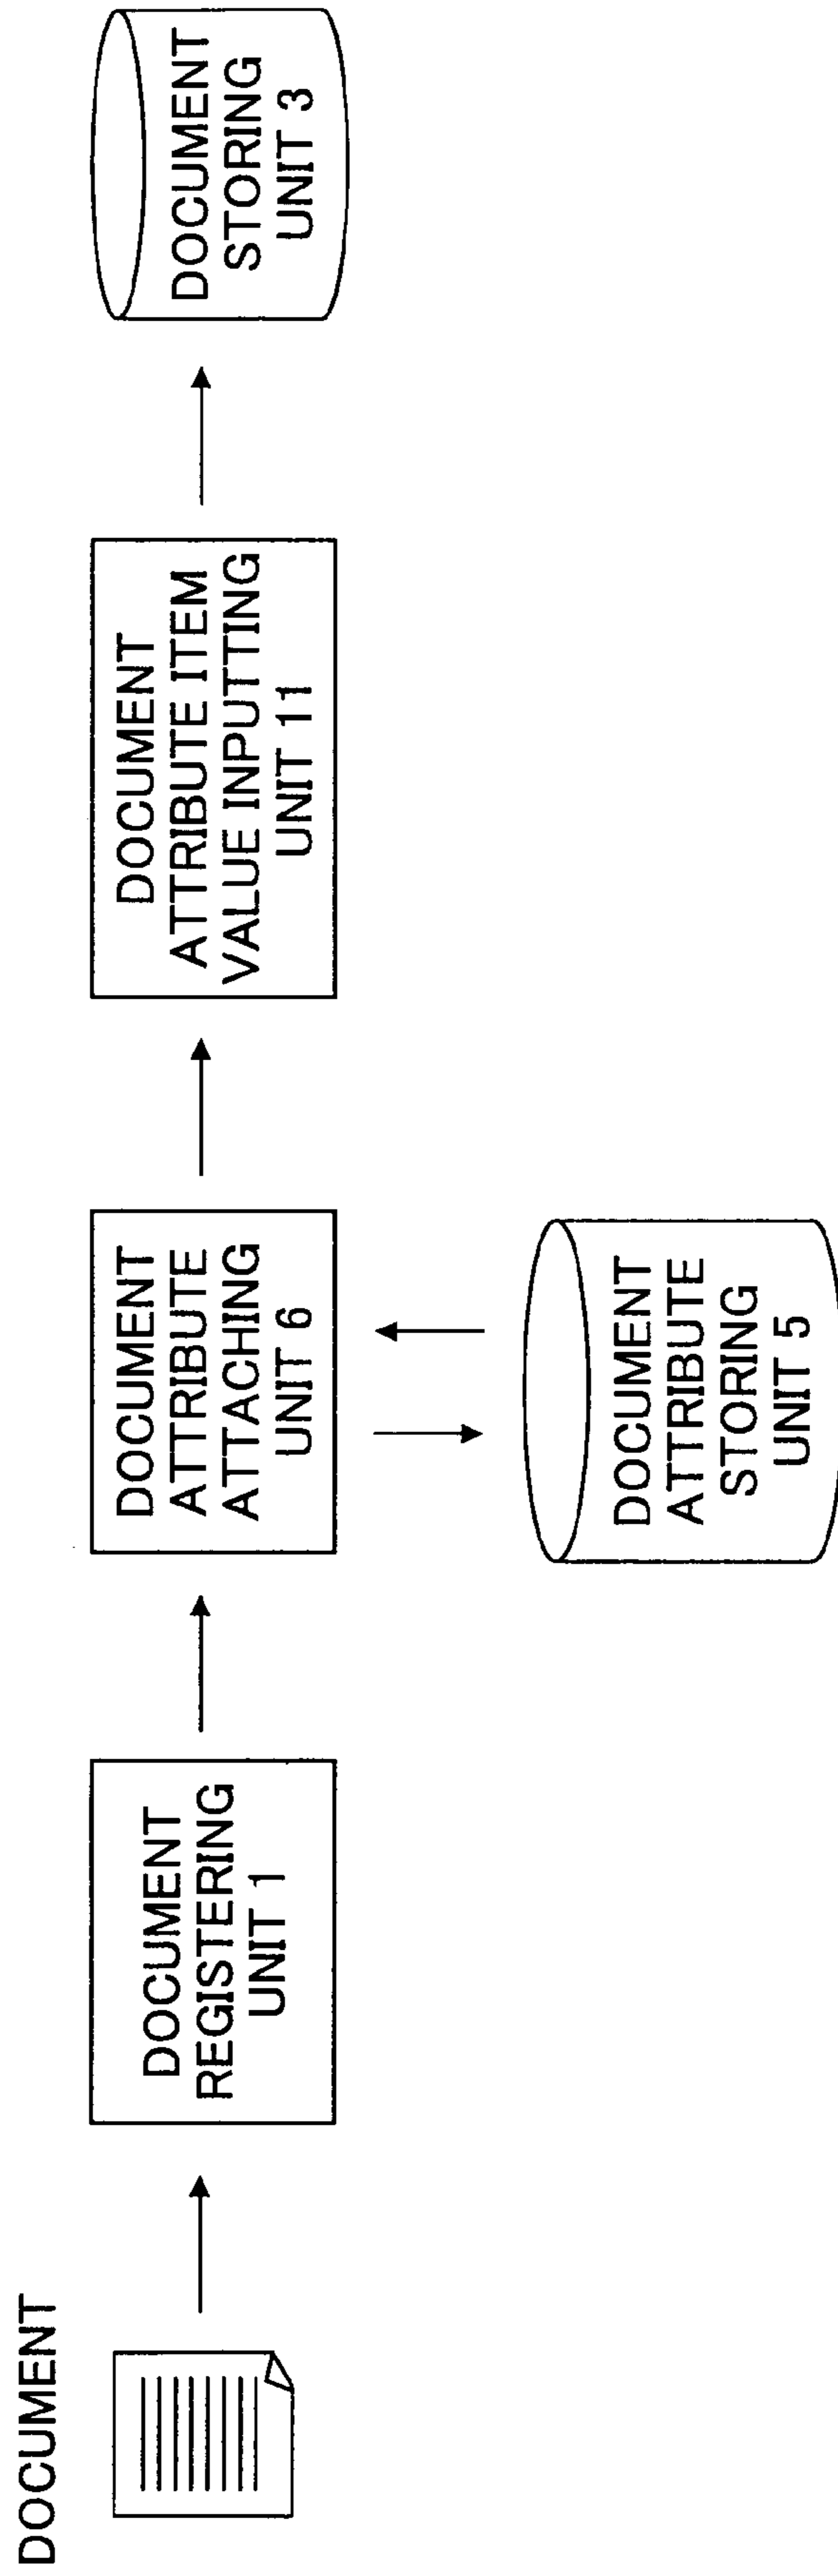 DOCUMENT
DOCUMENT
REGISTERING
UNIT 1
DOCUMENT
ATTRIBUTE
ATTACHING
UNIT 6
DOCUMENT
ATTRIBUTE ITEM
VALUE INPUTTING
UNIT 11
DOCUMENT
STORING
UNIT 3
DOCUMENT
ATTRIBUTE
STORING
UNIT 5